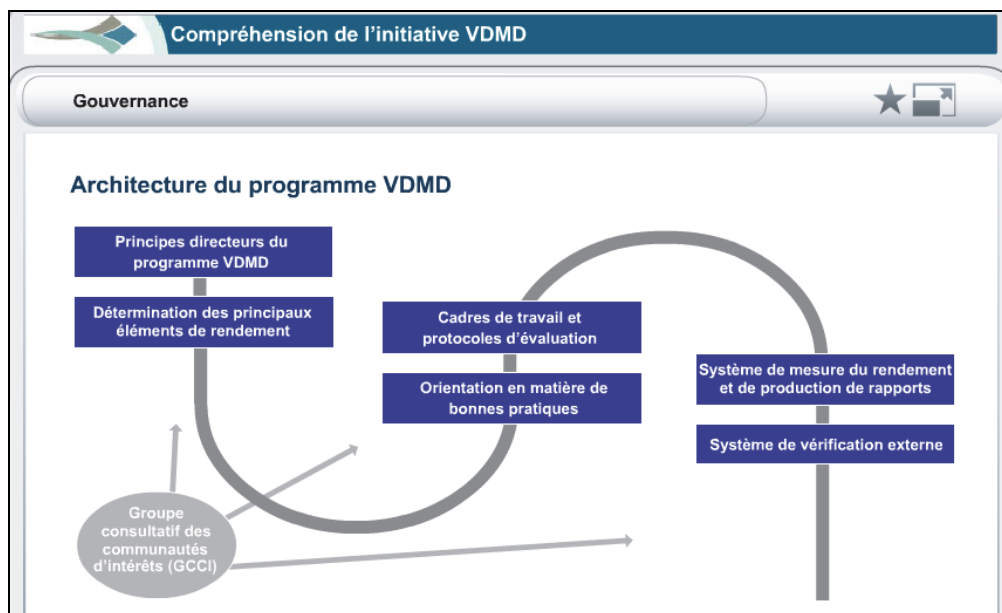 Compréhension de l'initiative VDMD
Gouvernance
Architecture du programme VDMD
Principes directeurs du
programme VDMD
Détermination des principaux
éléments de rendement
Cadres de travail et
protocoles d'évaluation
Orientation en matière de
bonnes pratiques
Système de mesure du rendement
et de production de rapports
Système de vérification externe
Groupe
consultatif des
communautés
d'intérêts (GCCI)